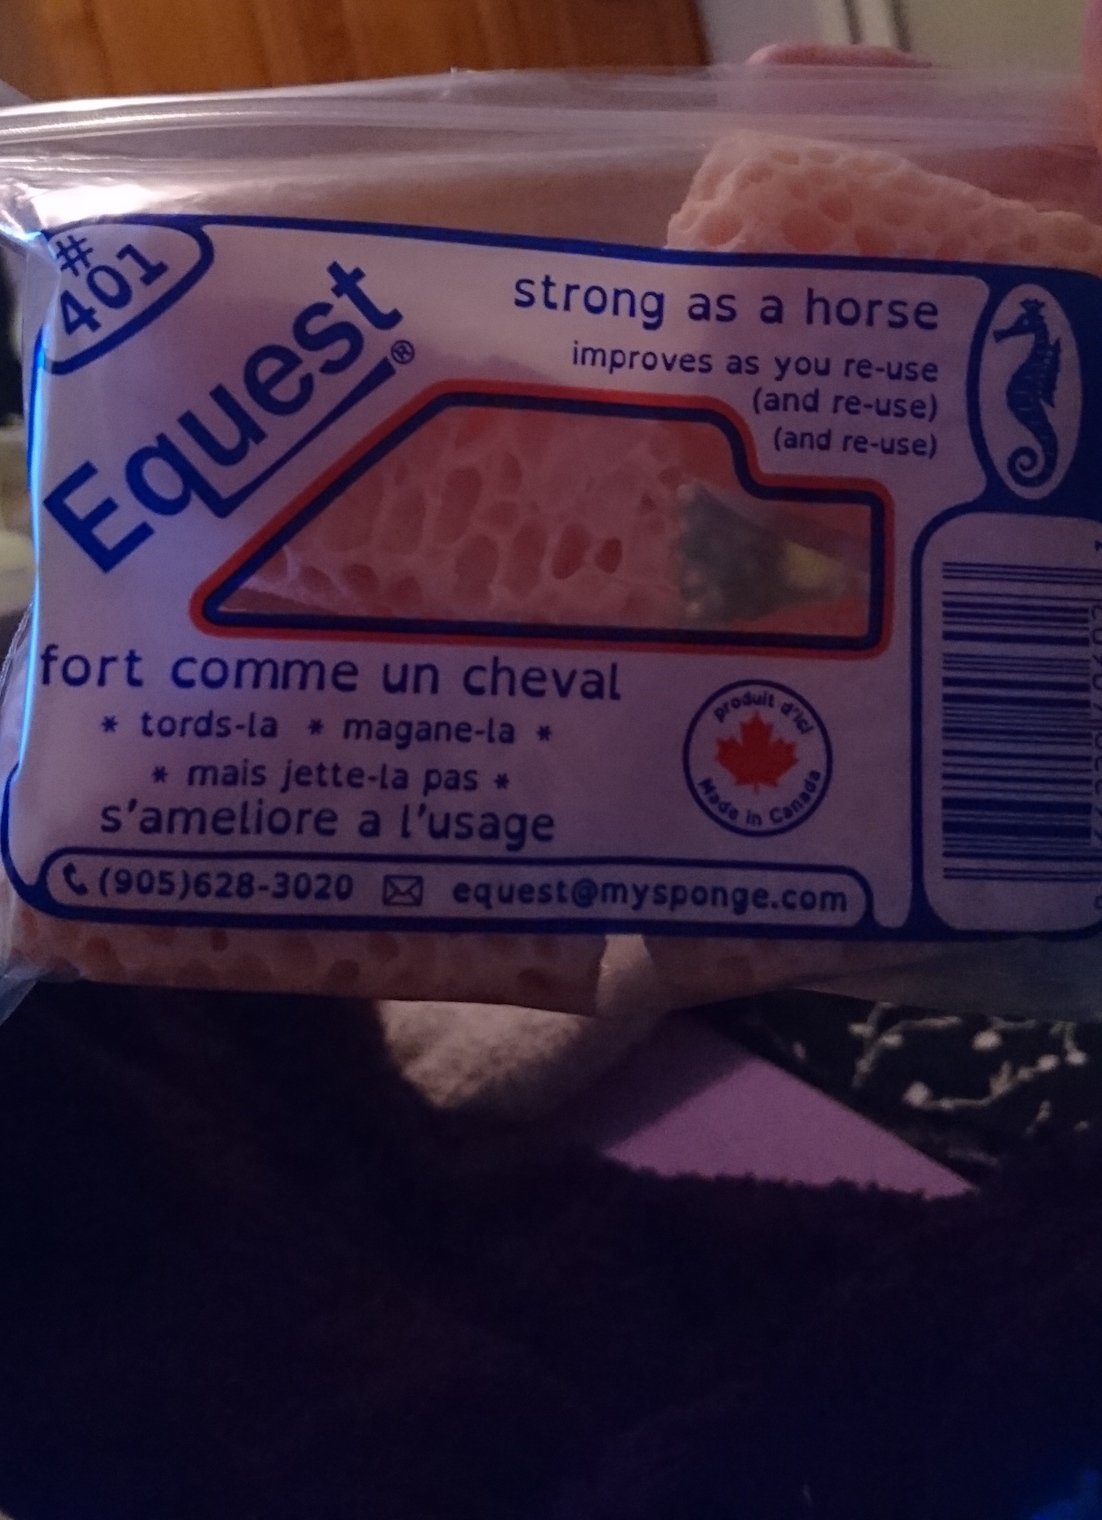 # 401
Equest®
strong as a horse
improves as you re-use
(and re-use)
(and re-use)
fort comme un cheval
* tords-la * magane-la *
* mais jette-la pas *
s'ameliore a l'usage
produit d'ici
Made in Canada
(905)628-3020 equest@mysponge.com